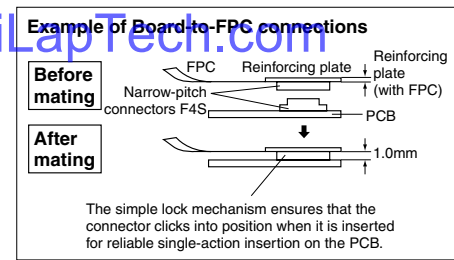 Example of Board-to-FPC connections
iLapTech.com
Before
mating
FPC
Reinforcing plate
Reinforcing
plate
(with FPC)
Narrow-pitch
connectors F4S
PCB
After
mating
1.0mm
The simple lock mechanism ensures that the
connector clicks into position when it is inserted
for reliable single-action insertion on the PCB.